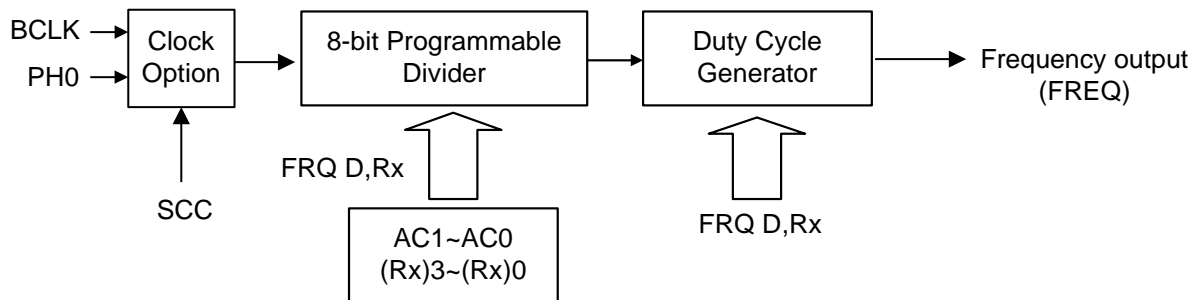 BCLK
PH0
Clock
Option
8-bit Programmable
Divider
Duty Cycle
Generator
Frequency output
(FREQ)
SCC
FRQ D,Rx
AC1~AC0
(Rx)3~(Rx)0
FRQ D,Rx